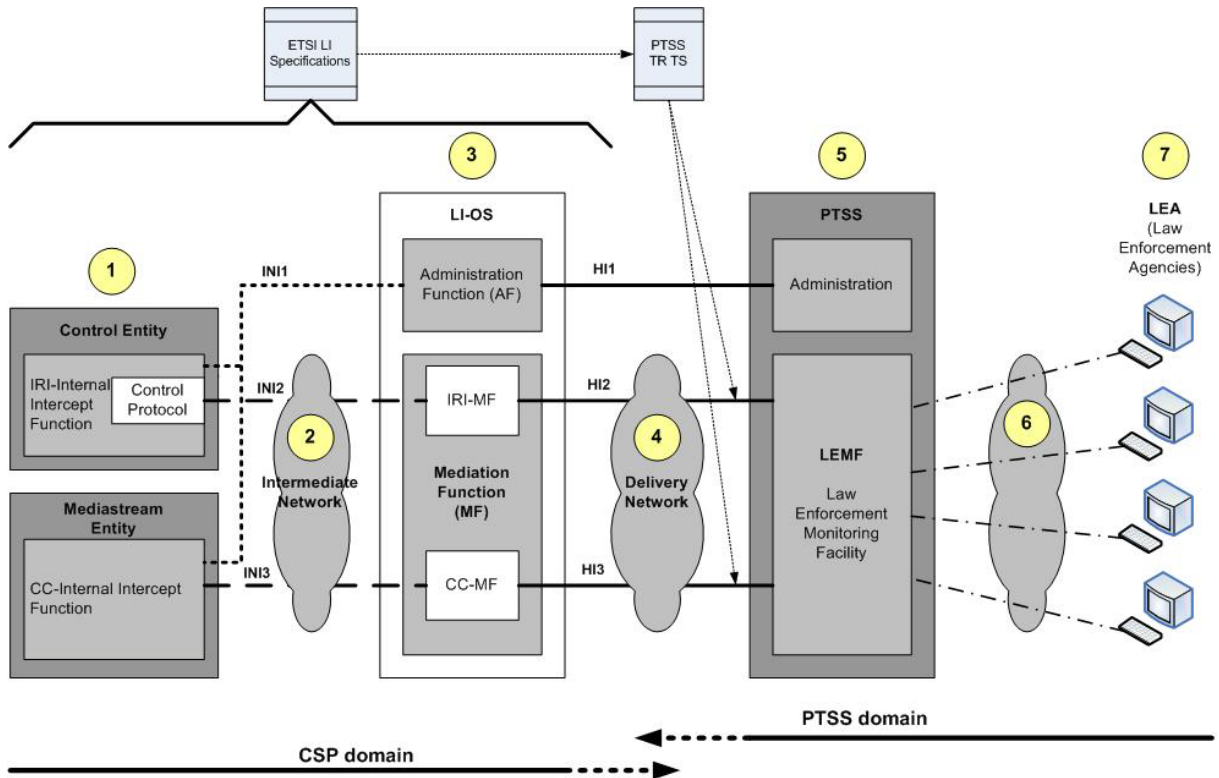 ETSI LI
Specifications
PTSS
TR TS
3
5
7
LI-OS
PTSS
LEA
(Law
Enforcement
Agencies)
1
INI1
Administration
Function (AF)
HI1
Administration
Control Entity
IRI-Internal
Intercept
Function
Control
Protocol
INI2
IRI-MF
HI2
2
Intermediate
Network
Mediation
Function
(MF)
4
Delivery
Network
LEMF
Law
Enforcement
Monitoring
Facility
6
Mediastream
Entity
CC-Internal Intercept
Function
INI3
CC-MF
HI3
PTSS domain
CSP domain